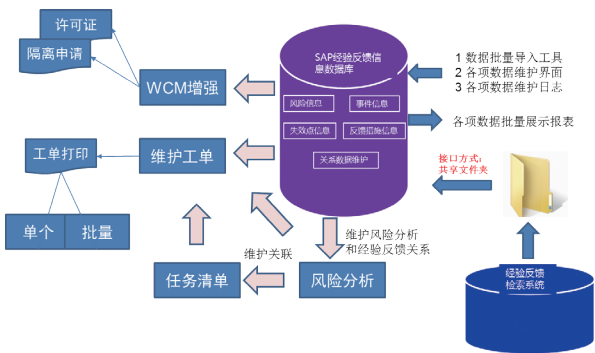 许可证
隔离申请
WCM增强
SAP经验反馈信
息数据库
风险信息
事件信息
失效点信息
反馈措施信息
关系数据维护
1 数据批量导入工具
2 各项数据维护界面
3 各项数据维护日志
各项数据批量展示报表
工单打印
维护工单
单个
批量
接口方式:
共享文件夹
维护风险分析
和经验反馈关系
维护关联
任务清单
风险分析
经验反馈
检索系统